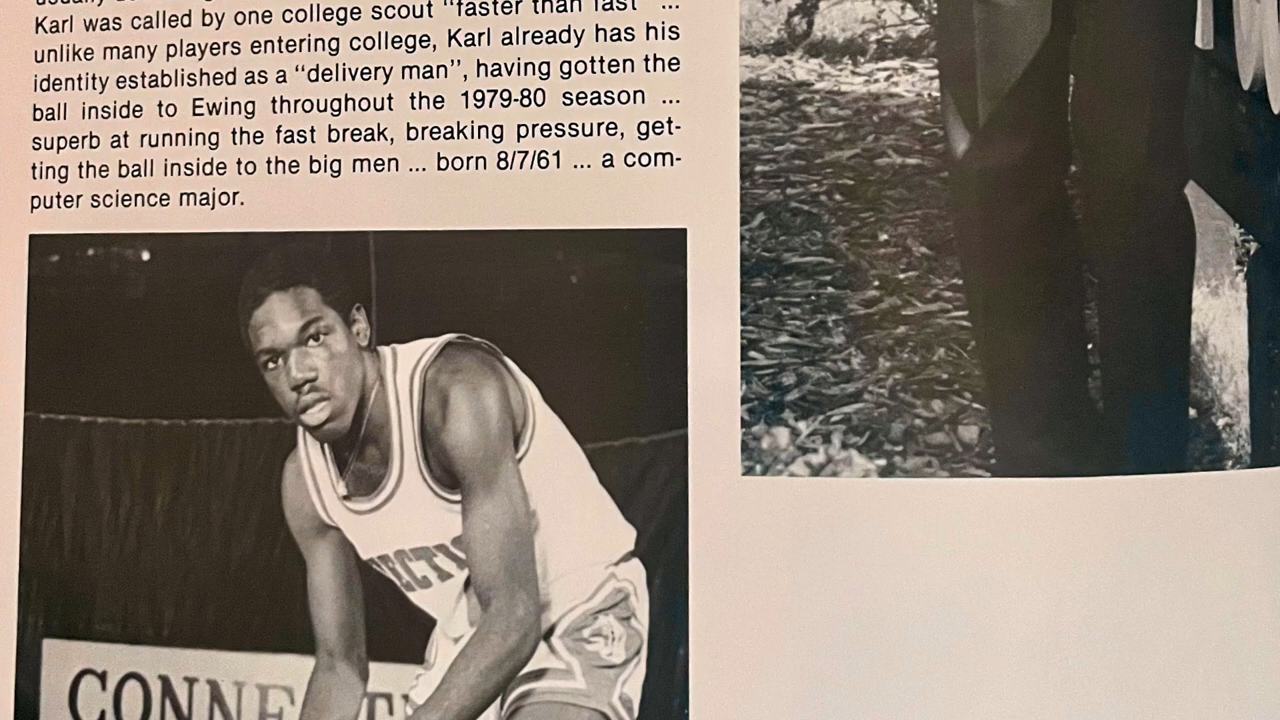 Karl was called by one college scout “faster than fast” ...
unlike many players entering college, Karl already has his
identity established as a “delivery man”, having gotten the
ball inside to Ewing throughout the 1979-80 season ...
superb at running the fast break, breaking pressure, get-
ting the ball inside to the big men ... born 8/7/61 ... a com-
puter science major.
NECTI
CONNECT